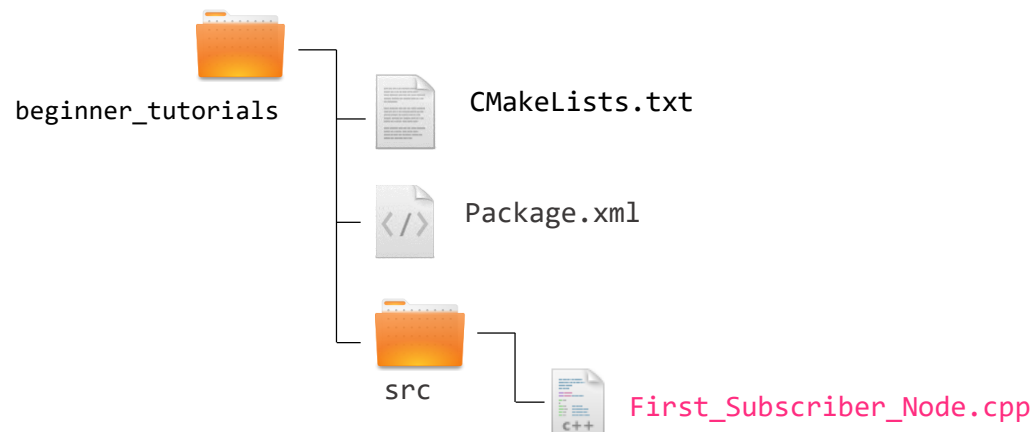 beginner_tutorials
CMakeLists.txt
</>
Package.xml
src
C++
First_Subscriber_Node.cpp